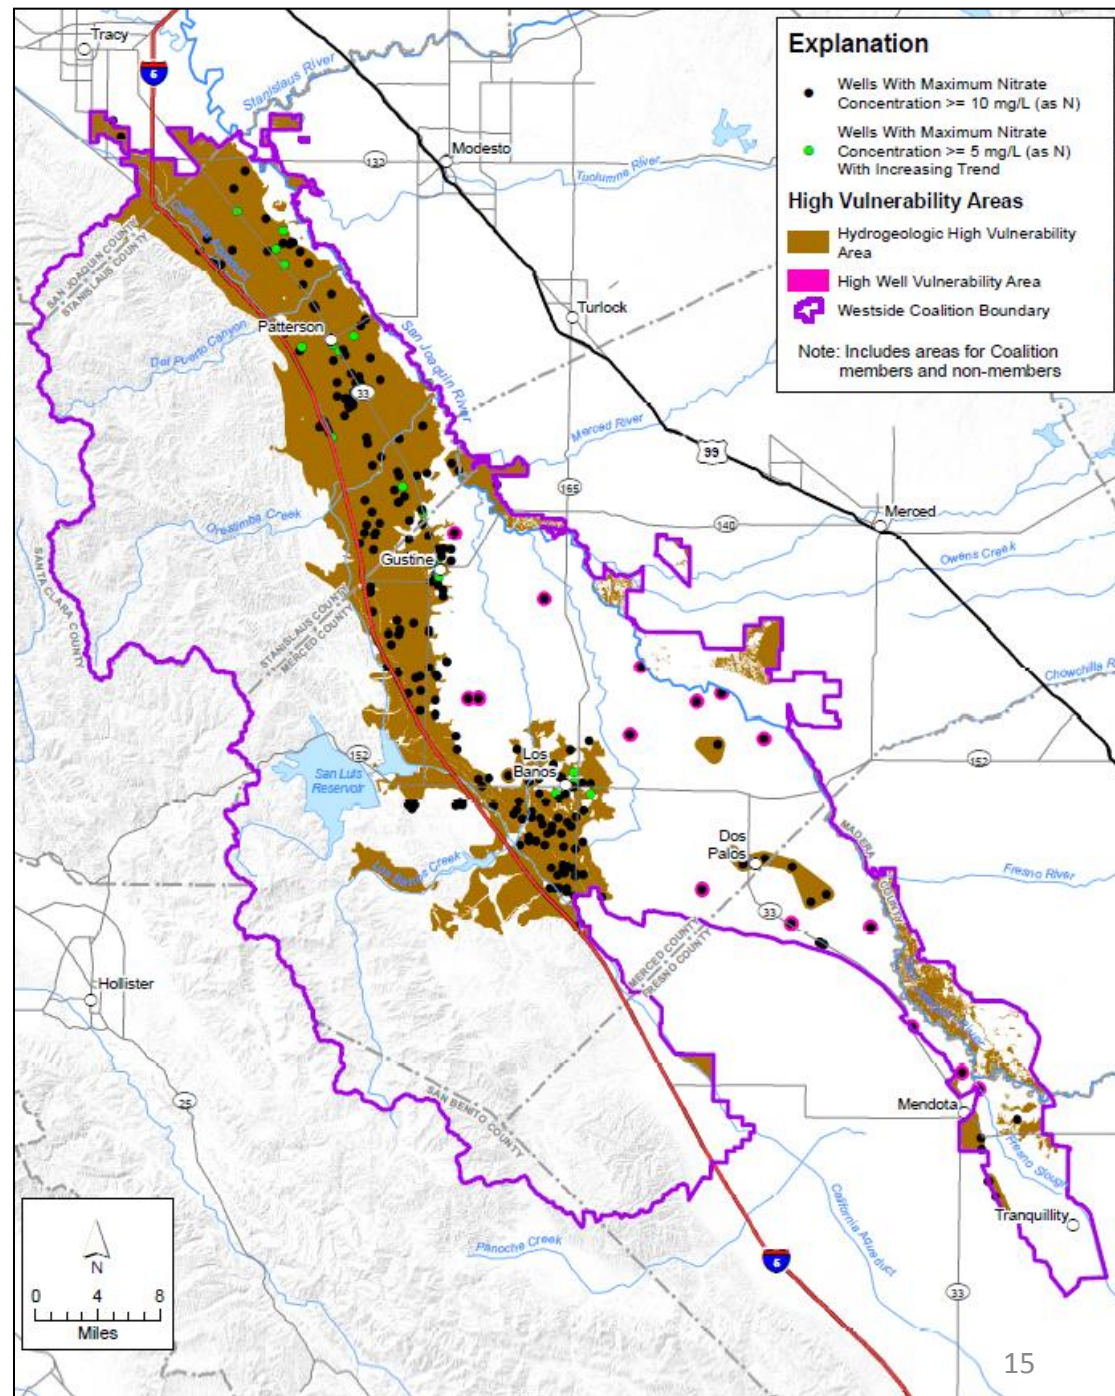 Tracy
5
Stanislaus River
Modesto
132
Tuolumne River
Explanation
Wells With Maximum Nitrate
Concentration >= 10 mg/L (as N)
Wells With Maximum Nitrate
Concentration >= 5 mg/L (as N)
With Increasing Trend
High Vulnerability Areas
Hydrogeologic High Vulnerability
Area
High Well Vulnerability Area
Westside Coalition Boundary
Note: Includes areas for Coalition
members and non-members
California Aqueduct
SAN JOAQUIN COUNTY
STANISLAUS COUNTY
Turlock
Patterson
Del Puerto Canyon
San Joaquin River
33
Merced River
99
165
140
Merced
Orestimba Creek
Owens Creek
Gustine
SANTA CLARA COUNTY
STANISLAUS COUNTY
MERCED COUNTY
Chowchilla R
152
San Luis
Reservoir
Los
Banos
152
MADERA
COUNTY
Dos
Palos
Los Banos Creek
Fresno River
33
MERCED COUNTY
FRESNO COUNTY
Hollister
25
SAN BENITO COUNTY
Mendota
Fresno Slough
Tranquillity
California Aqueduct
Panoche Creek
5
33
N
0 4 8
Miles
15